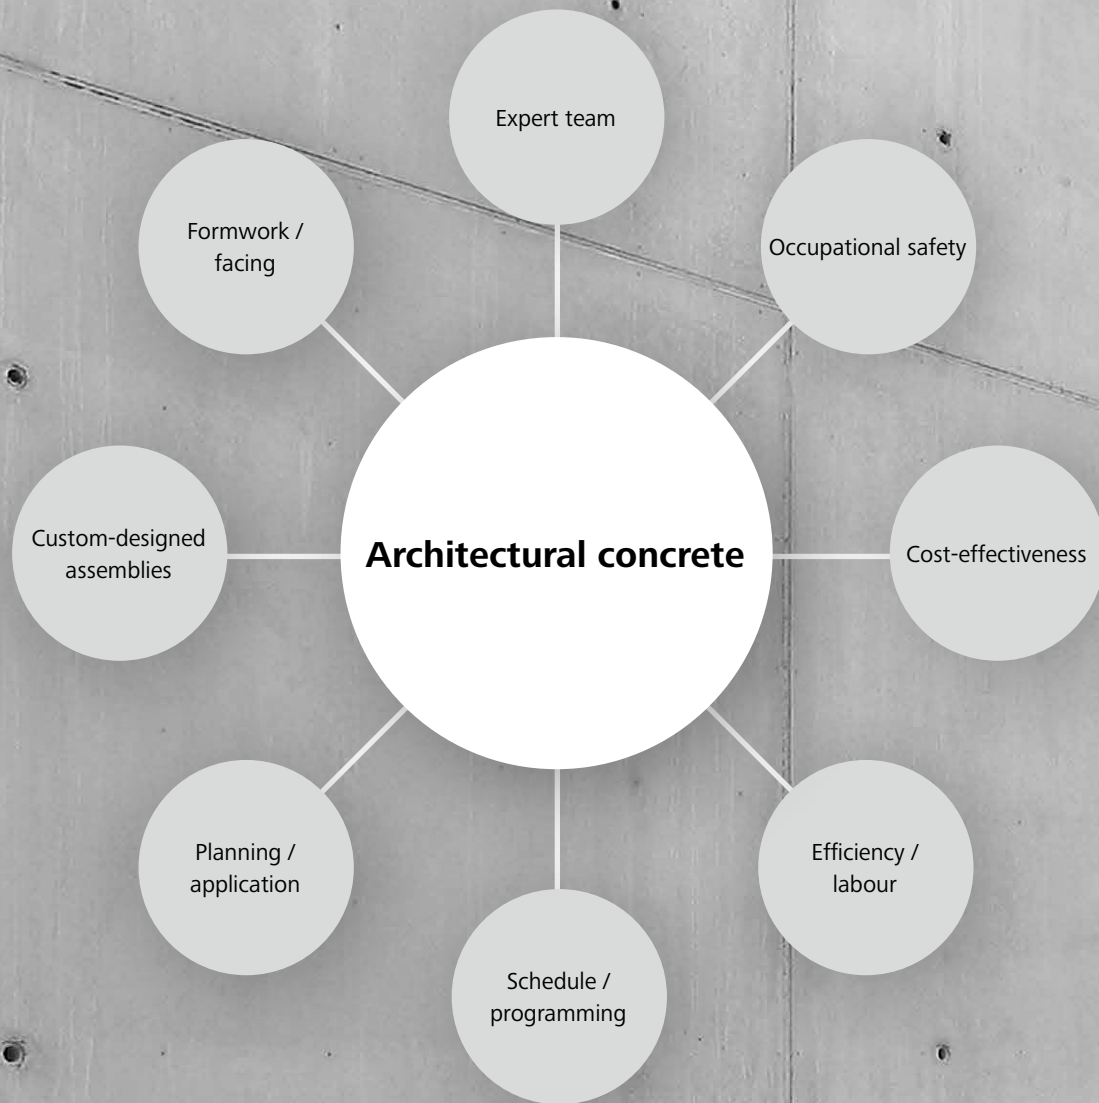 Expert team
Formwork /
facing
Occupational safety
Custom-designed
assemblies
Architectural concrete
Cost-effectiveness
Planning /
application
Efficiency /
labour
Schedule /
programming